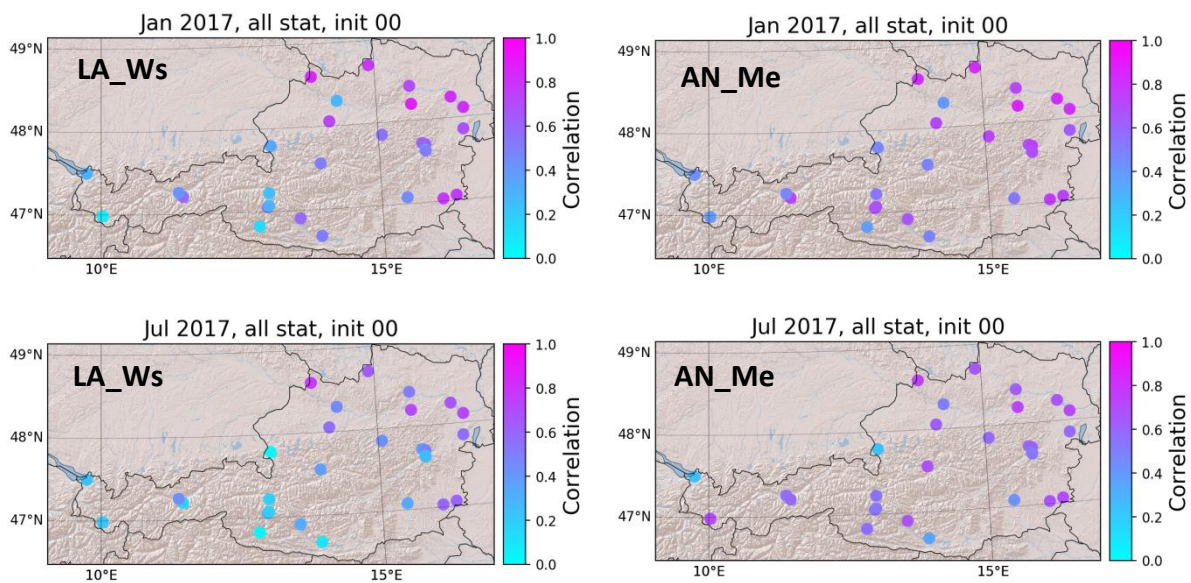 Jan 2017, all stat, init 00
49°N
48°N
47°N
10°E
15°E
LA_Ws
1.0
0.8
0.6
0.4
0.2
0.0
Correlation
Jan 2017, all stat, init 00
49°N
48°N
47°N
10°E
15°E
AN_Me
1.0
0.8
0.6
0.4
0.2
0.0
Correlation
Jul 2017, all stat, init 00
49°N
48°N
47°N
10°E
15°E
LA_Ws
1.0
0.8
0.6
0.4
0.2
0.0
Correlation
Jul 2017, all stat, init 00
49°N
48°N
47°N
10°E
15°E
AN_Me
1.0
0.8
0.6
0.4
0.2
0.0
Correlation